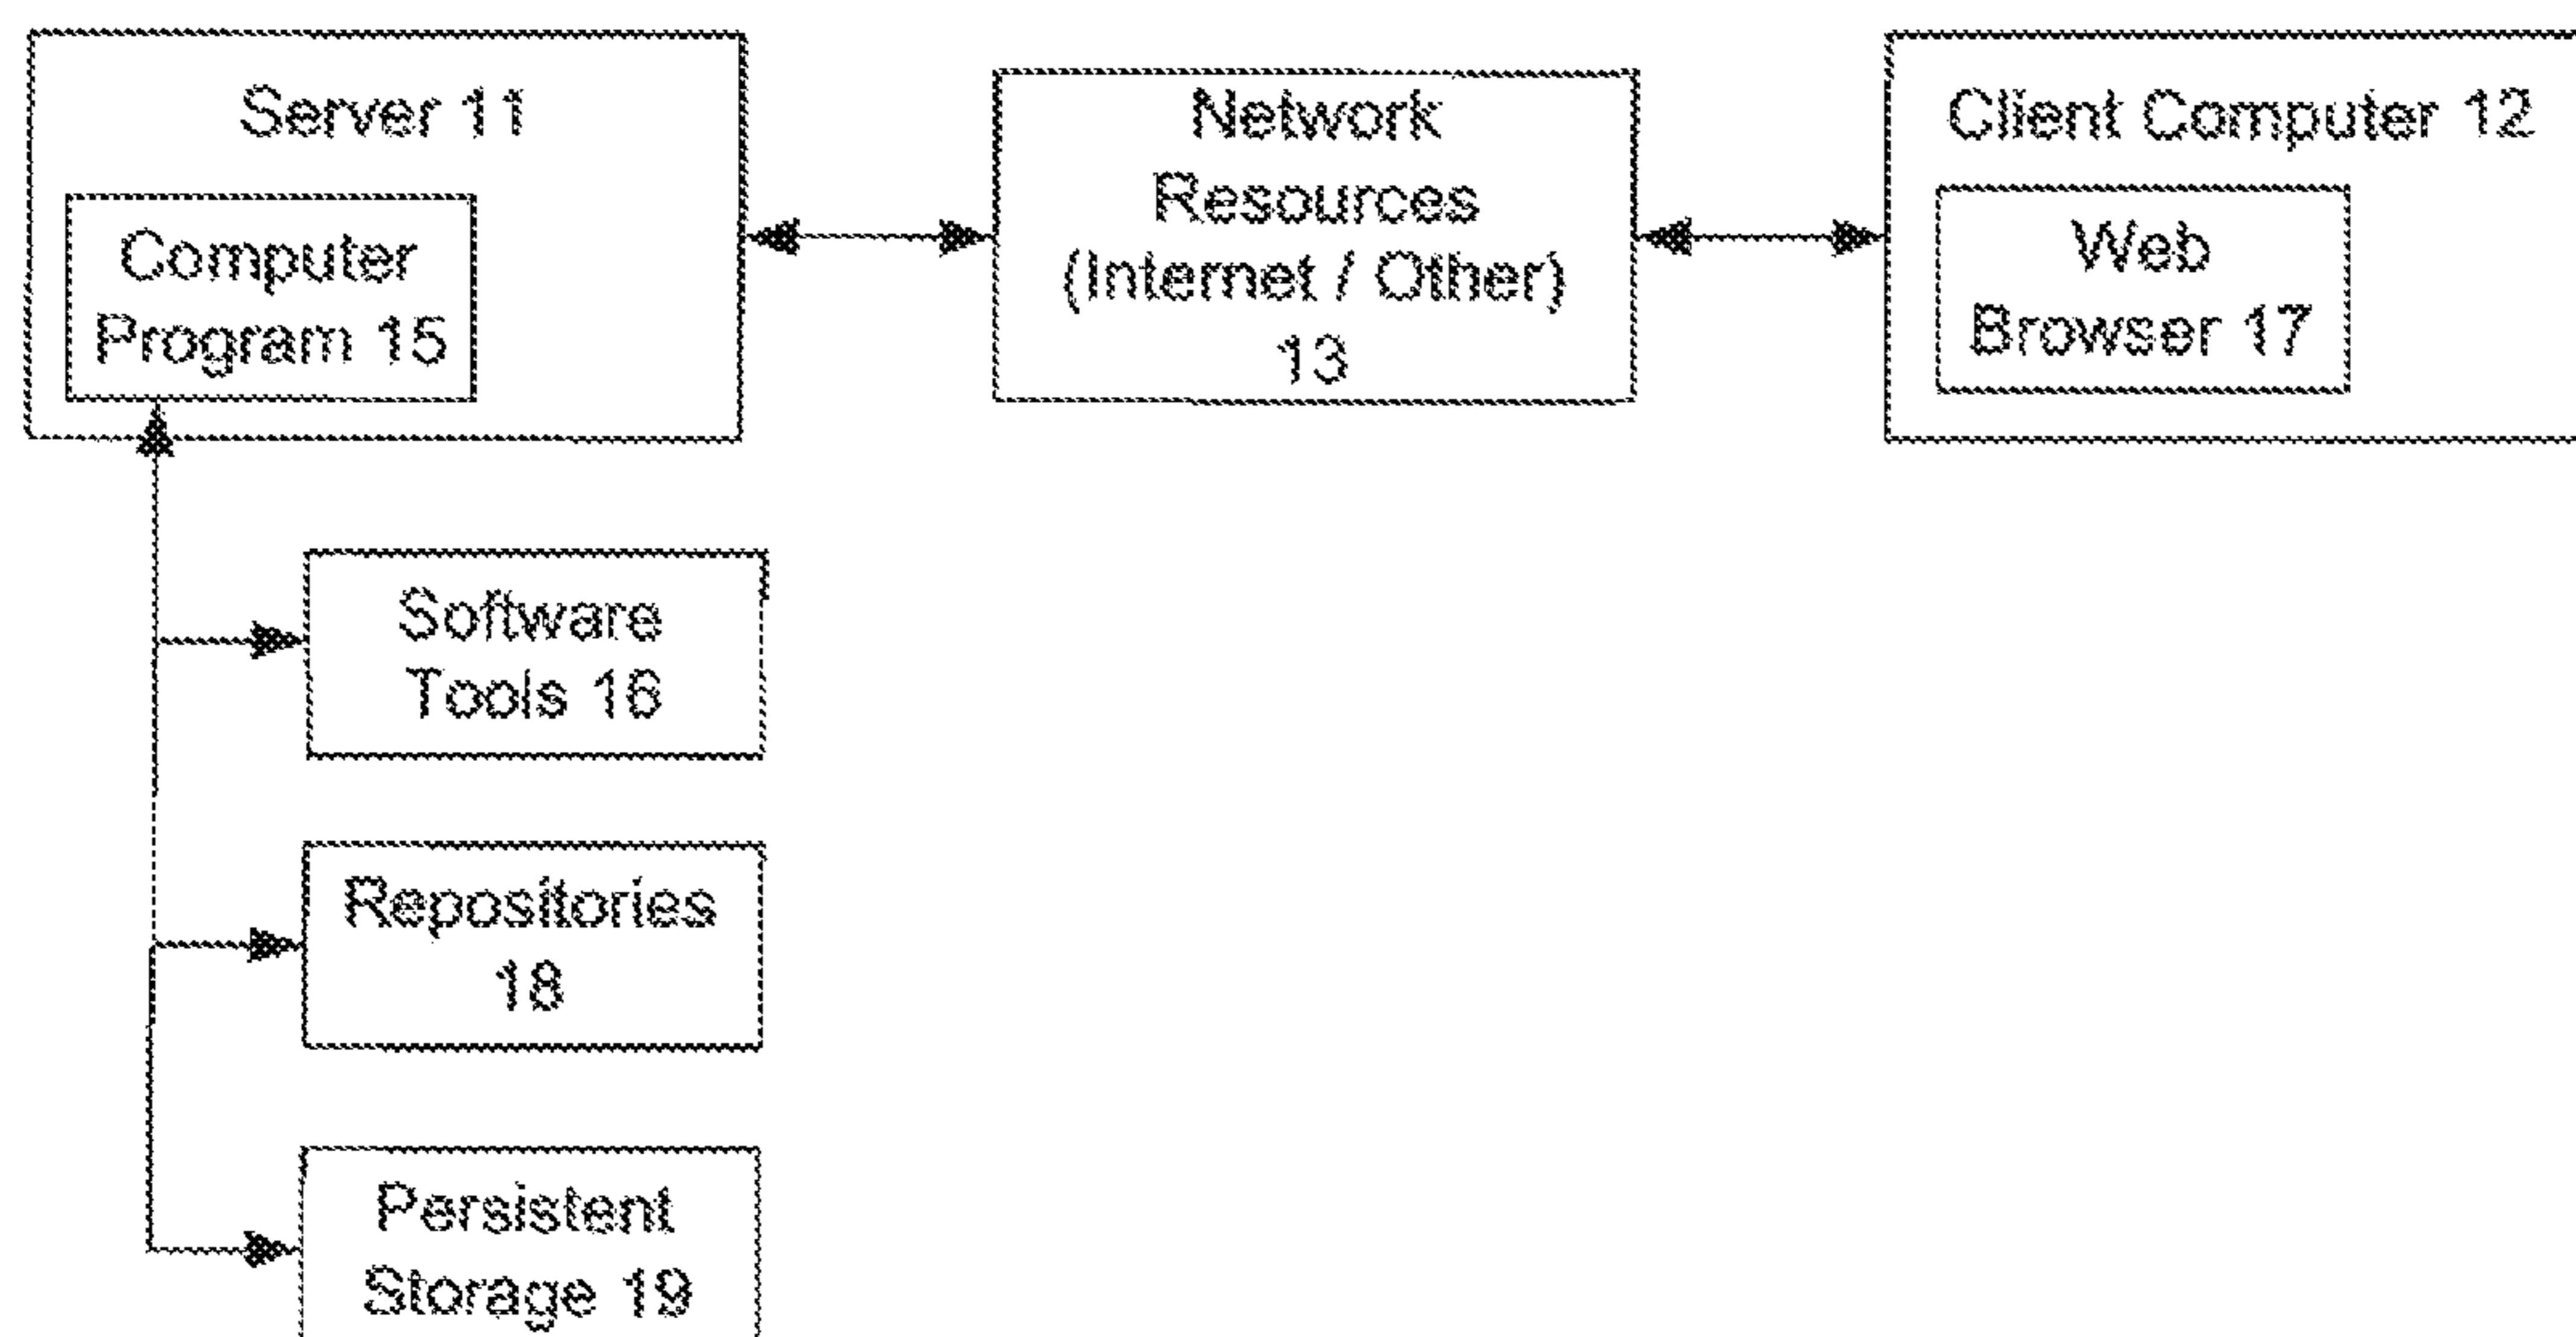 Server 11
Computer
Program 15
Network
Resources
(Internet / Other)
13
Client Computer 12
Web
Browser 17
Software
Tools 16
Repositories
18
Persistent
Storage 19